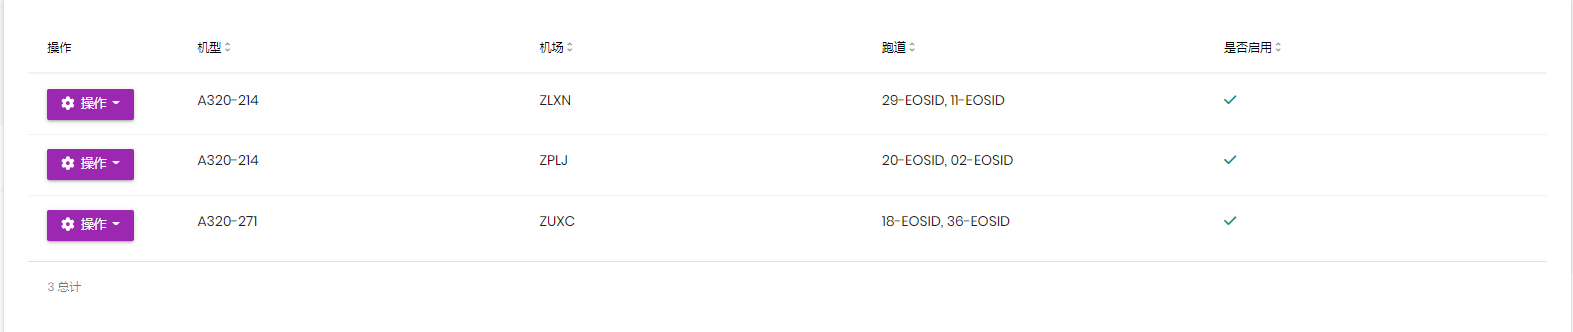 操作 机型 机场 跑道 是否启用
操作 A320-214 ZLXN 29-EOSID, 11-EOSID
操作 A320-214 ZPLJ 20-EOSID, 02-EOSID
操作 A320-271 ZUXC 18-EOSID, 36-EOSID
3 总计